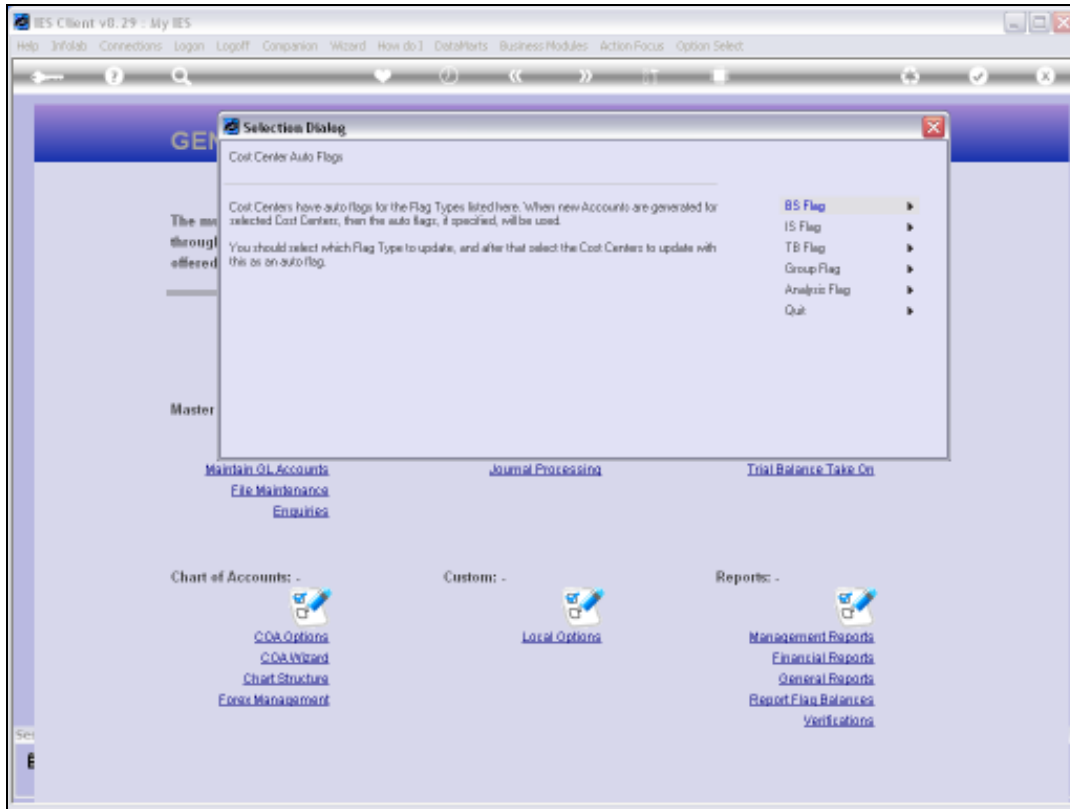 IES Client v8.29 : My IES
Help Infolab Connections Logon Logoff Companion Wizard How do I DataMarts Business Modules Action Focus Option Select
GEN
Selection Dialog
Cost Center Auto Flags
Cost Centers have auto flags for the Flag Types listed here. When new Accounts are generated for
selected Cost Centers, then the auto flags, if specified, will be used.
You should select which Flag Type to update, and after that select the Cost Centers to update with
this as an auto flag.
BS Flag
IS Flag
TB Flag
Group Flag
Analysis Flag
Quit
The
through
offered
Master
Maintain GL Accounts
Journal Processing
Trial Balance Take On
File Maintenance
Enquiries
Chart of Accounts: -
Custom: -
Reports: -
COA Options
Local Options
Management Reports
COA Wizard
Financial Reports
Chart Structure
General Reports
Forex Management
Report Flag Balances
Verifications